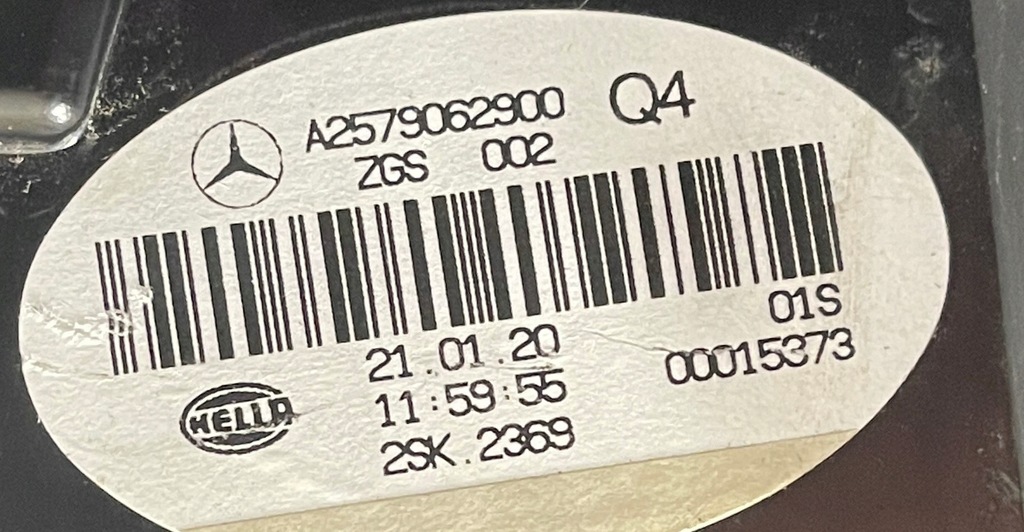 A2579062900 Q4
ZGS 002
01S
21.01.20 00015373
11:59:55
HELLA
2SK.2369